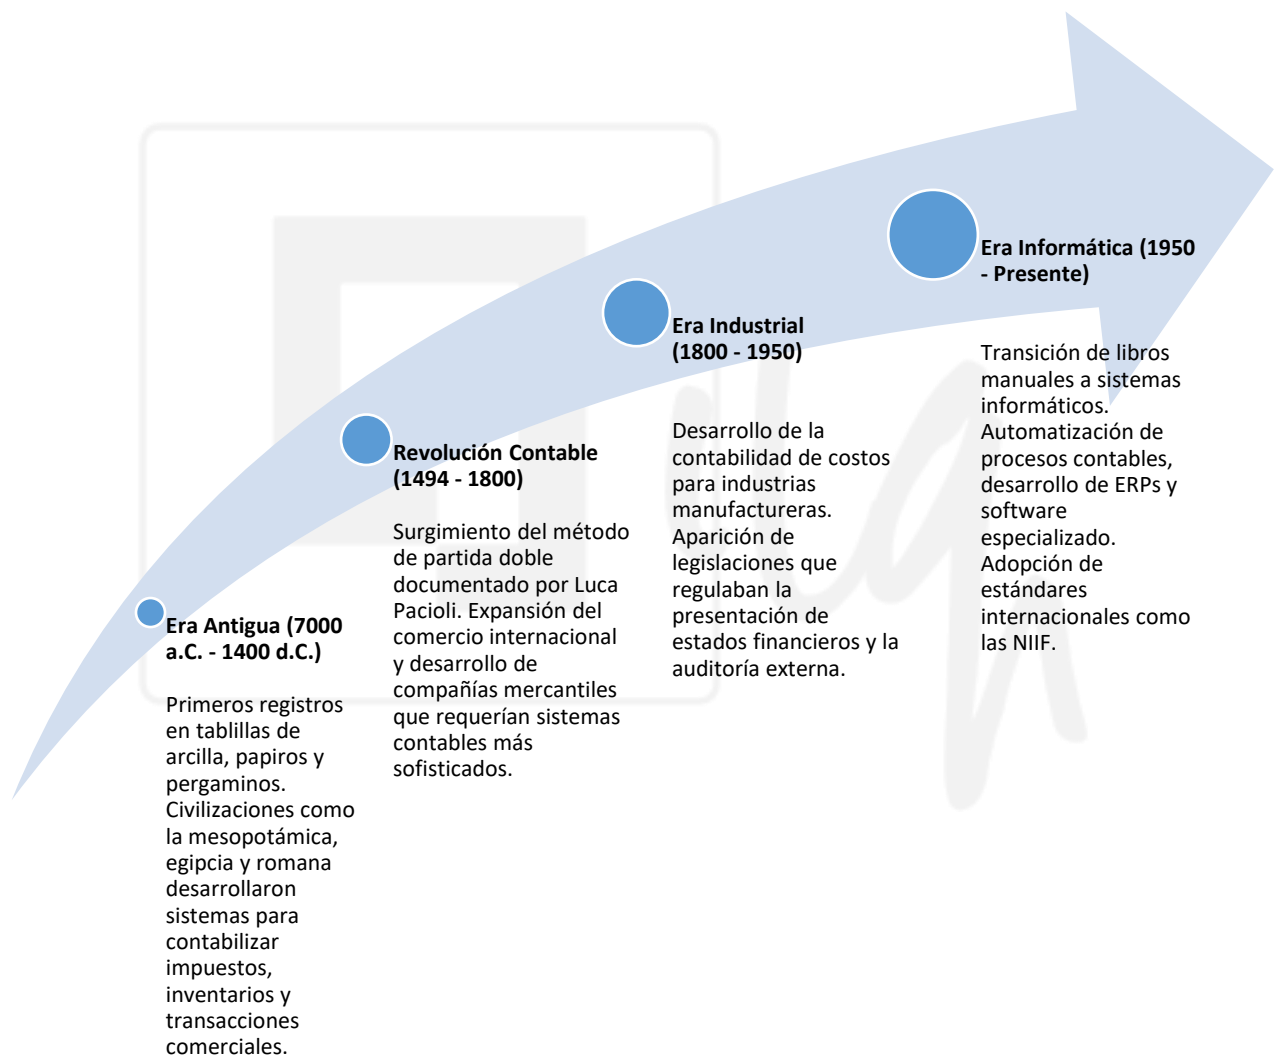 Era Antigua (7000
a.C. - 1400 d.C.)
Primeros registros
en tablillas de
arcilla, papiros y
pergaminos.
Civilizaciones como
la mesopotámica,
egipcia y romana
desarrollaron
sistemas para
contabilizar
impuestos,
inventarios y
transacciones
comerciales.
Revolución Contable
(1494 - 1800)
Surgimiento del método
de partida doble
documentado por Luca
Pacioli. Expansión del
comercio internacional
y desarrollo de
compañías mercantiles
que requerían sistemas
contables más
sofisticados.
Era Industrial
(1800 - 1950)
Desarrollo de la
contabilidad de costos
para industrias
manufactureras.
Aparición de
legislaciones que
regulaban la
presentación de
estados financieros y la
auditoría externa.
Era Informática (1950
- Presente)
Transición de libros
manuales a sistemas
informáticos.
Automatización de
procesos contables,
desarrollo de ERPs y
software
especializado.
Adopción de
estándares
internacionales como
las NIIF.